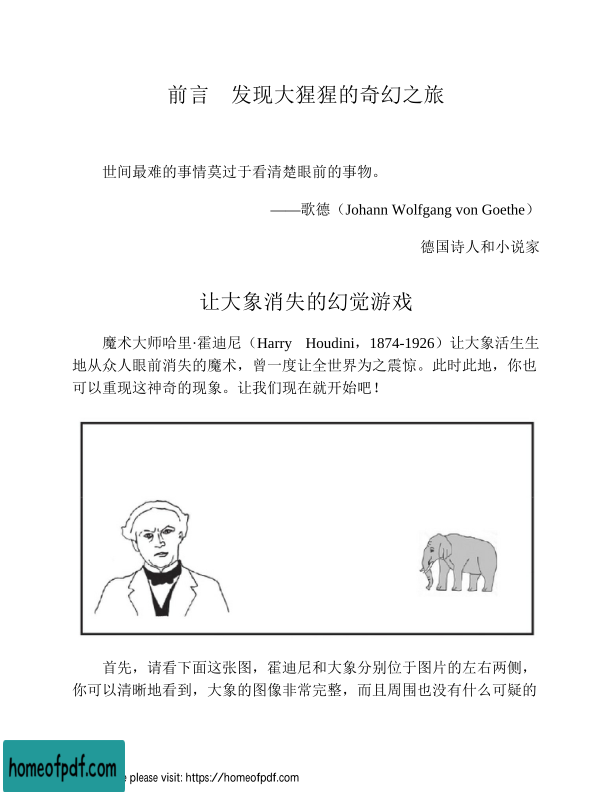 前言　发现大猩猩的奇幻之旅
世间最难的事情莫过于看清楚眼前的事物。
——歌德（Johann Wolfgang von Goethe）
德国诗人和小说家
让大象消失的幻觉游戏
魔术大师哈里·霍迪尼（Harry Houdini，1874-1926）让大象活生生
地从众人眼前消失的魔术，曾一度让全世界为之震惊。此时此地，你也
可以重现这神奇的现象。让我们现在就开始吧！
首先，请看下面这张图，霍迪尼和大象分别位于图片的左右两侧，
你可以清晰地看到，大象的图像非常完整，而且周围也没有什么可疑的
homeofpdf.com
please visit: https://homeofpdf.com